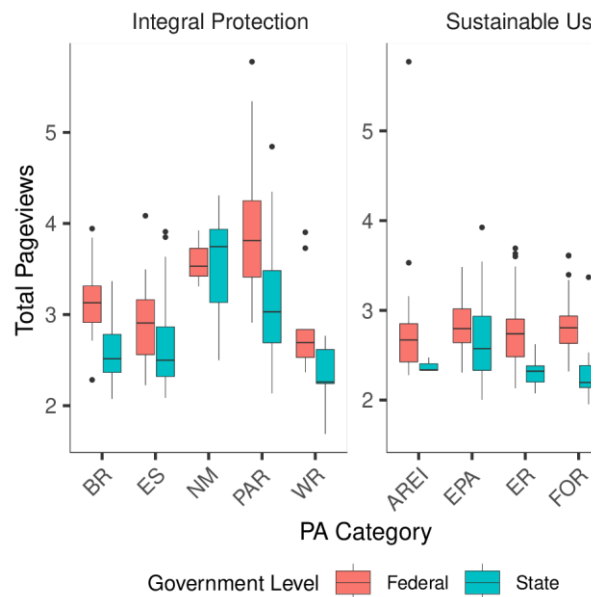 Integral Protection
Sustainable Us
Total Pageviews
5
4
3
2
5
4
3
2
BR
ES
NM
PAR
WR
AREI
EPA
ER
FOR
PA Category
Government Level
Federal
State